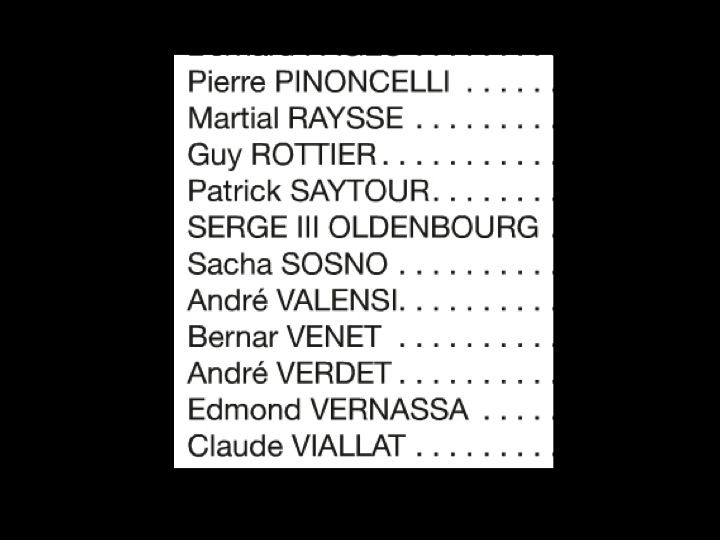 Pierre PINONCELLI . . . . . .
Martial RAYSSE . . . . . . . . .
Guy ROTTIER . . . . . . . . . . .
Patrick SAYTOUR. . . . . . . .
SERGE III OLDENBOURG .
Sacha SOSNO . . . . . . . . . .
André VALENSI. . . . . . . . . .
Bernar VENET . . . . . . . . . .
André VERDET . . . . . . . . . .
Edmond VERNASSA . . . . .
Claude VIALLAT . . . . . . . . .